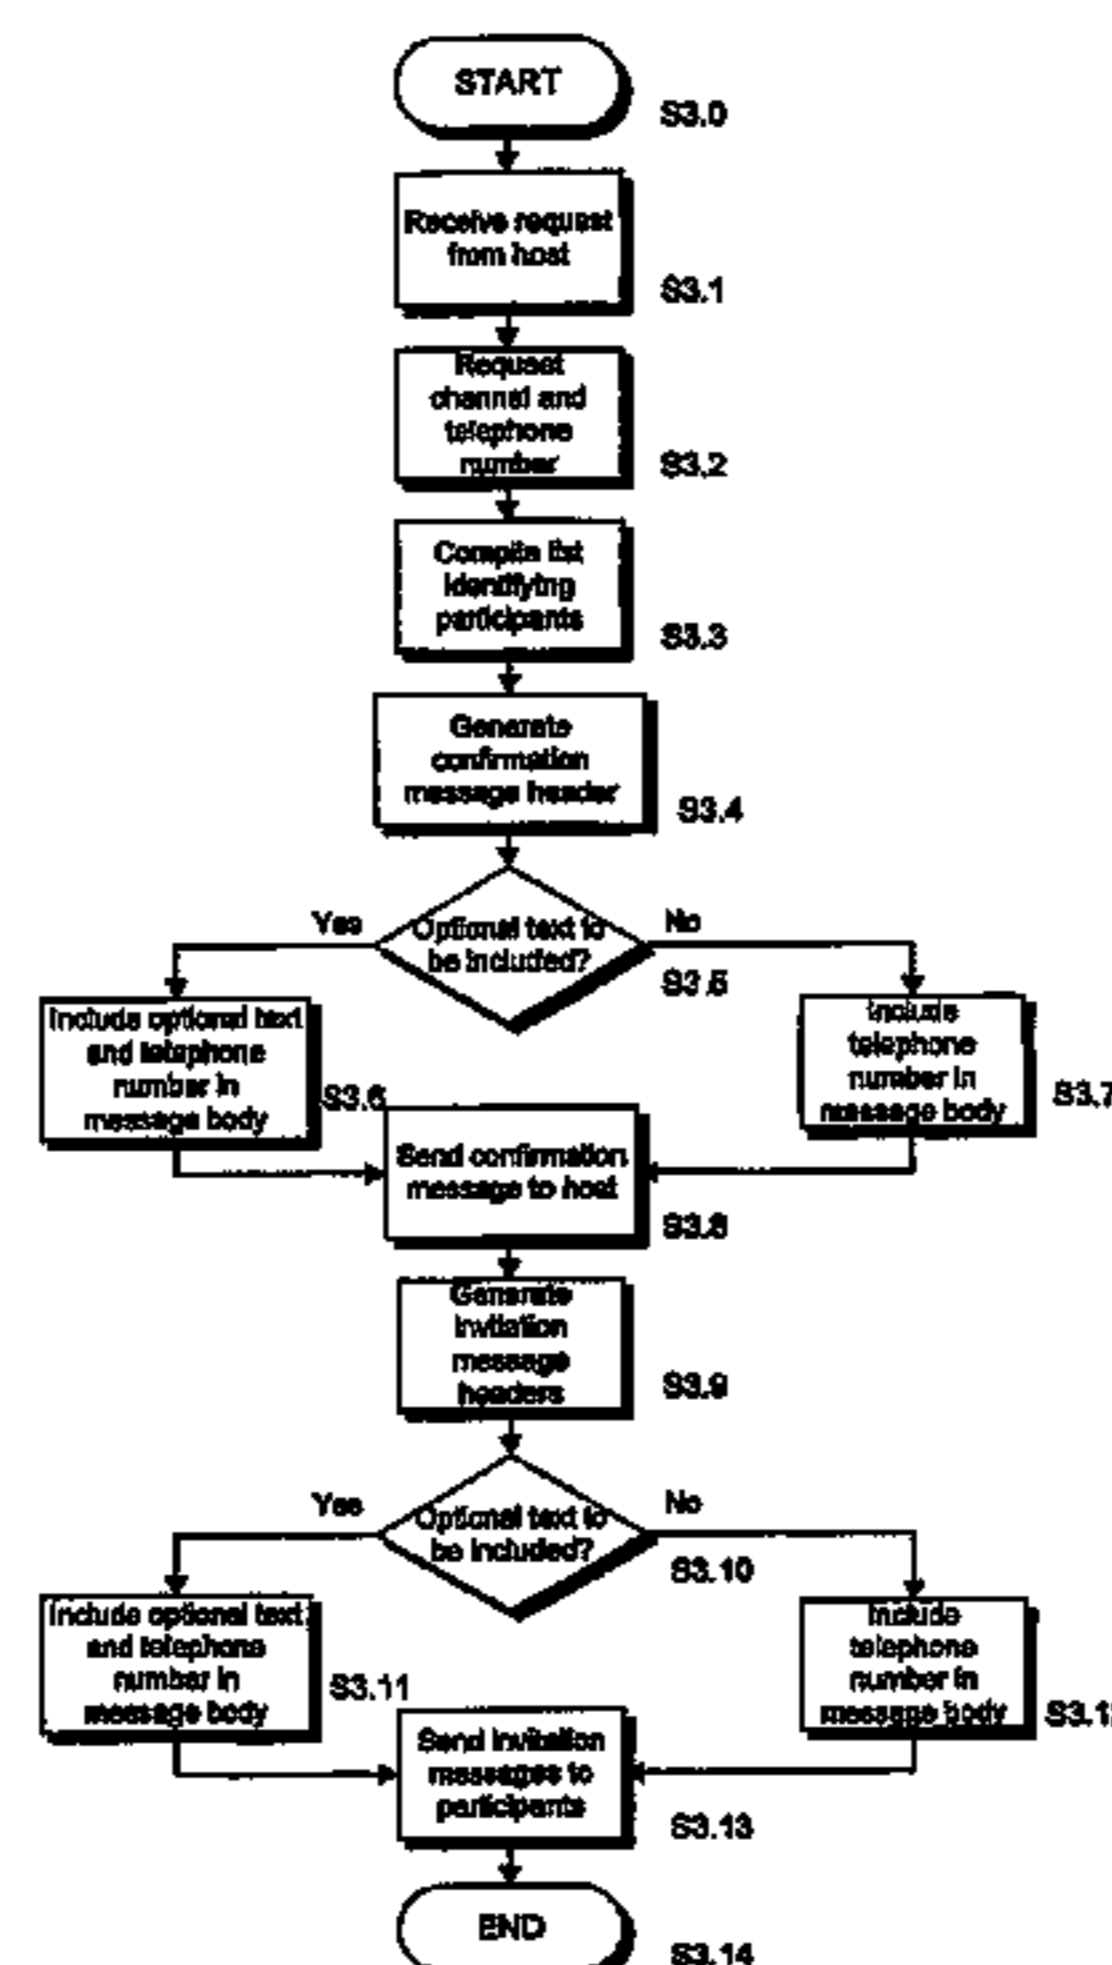 START
S3.0
Receive request
from host
S3.1
Request
channel and
telephone
number
S3.2
Compile list
identifying
participants
S3.3
Generate
confirmation
message header
S3.4
Yes
Optional text to
be included?
No
S3.5
Include optional text
and telephone
number in
message body
S3.6
Include
telephone
number in
message body
S3.7
Send confirmation
message to host
S3.8
Generate
invitation
message
headers
S3.9
Yes
Optional text to
be included?
No
S3.10
Include optional text
and telephone
number in
message body
S3.11
Include
telephone
number in
message body
S3.1
Send invitation
messages to
participants
S3.13
END
S3.14